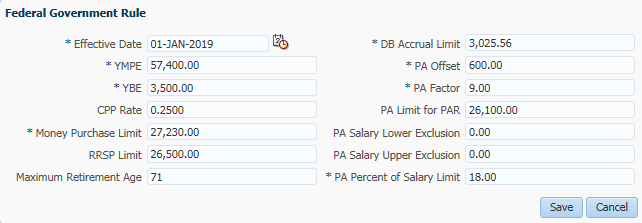 Federal Government Rule
* Effective Date 01-JAN-2019
* DB Accrual Limit 3,025.56
* YMPE 57,400.00
* PA Offset 600.00
* YBE 3,500.00
* PA Factor 9.00
CPP Rate 0.2500
PA Limit for PAR 26,100.00
* Money Purchase Limit 27,230.00
PA Salary Lower Exclusion 0.00
RRSP Limit 26,500.00
PA Salary Upper Exclusion 0.00
Maximum Retirement Age 71
* PA Percent of Salary Limit 18.00
Save Cancel